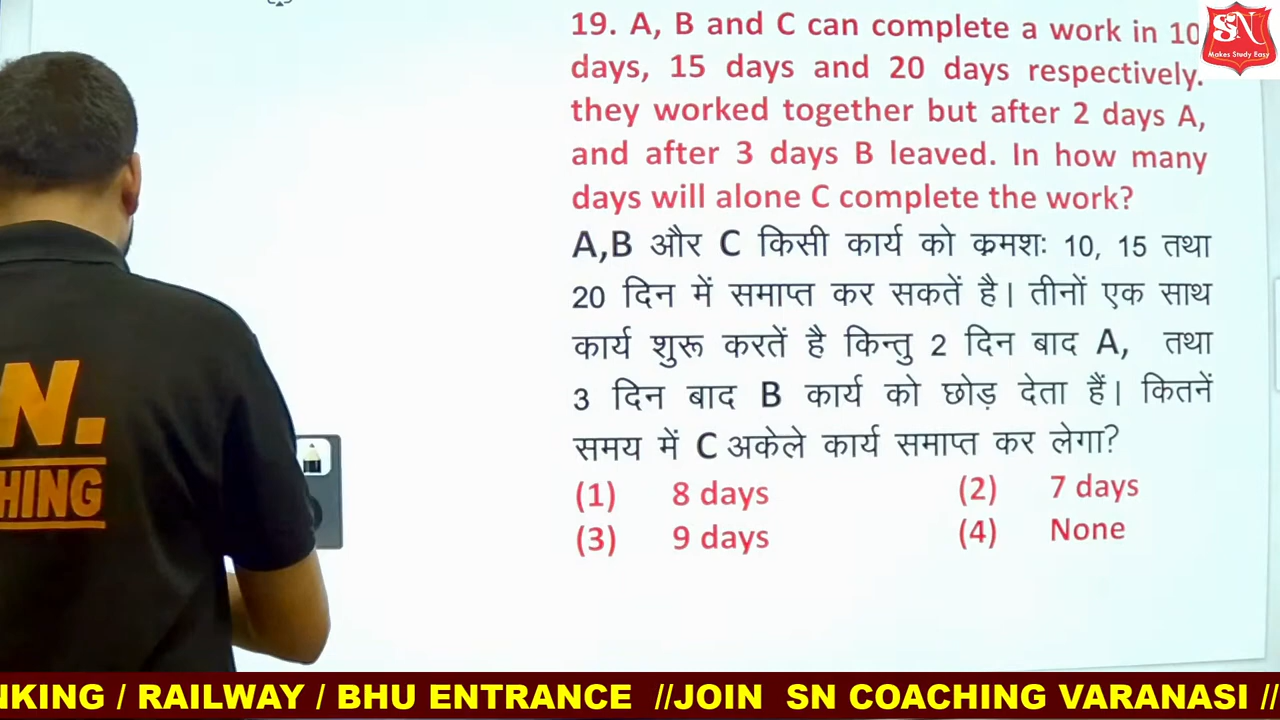 19. A, B and C can complete a work in 10
days, 15 days and 20 days respectively.
they worked together but after 2 days A,
and after 3 days B leaved. In how many
days will alone C complete the work?
A,B और C किसी कार्य को क्रमशः 10, 15 तथा
20 दिन में समाप्त कर सकतें है। तीनों एक साथ
कार्य शुरू करतें है किन्तु 2 दिन बाद A, तथा
3 दिन बाद B कार्य को छोड़ देता हैं। कितनें
समय में C अकेले कार्य समाप्त कर लेगा?
(1) 8 days (2) 7 days
(3) 9 days (4) None
SN
Makes Study Easy
N.
HING
NKING / RAILWAY / BHU ENTRANCE //JOIN SN COACHING VARANASI //